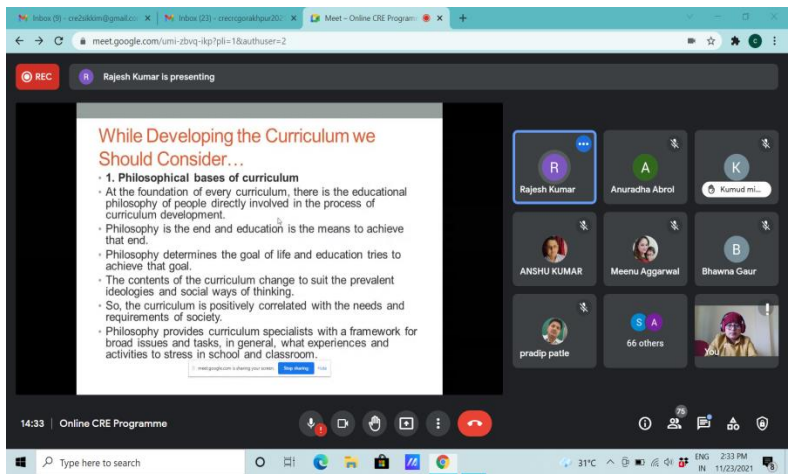 Inbox (9) - cre2sikkim@gmail.co
Inbox (23) - crecrcgorakhpur202
Meet – Online CRE Program
meet.google.com/umi-zbvq-ikp?pli=1&authuser=2
REC
R
Rajesh Kumar is presenting
While Developing the Curriculum we
Should Consider…
1. Philosophical bases of curriculum
At the foundation of every curriculum, there is the educational
philosophy of people directly involved in the process of
curriculum development.
Philosophy is the end and education is the means to achieve
that end.
Philosophy determines the goal of life and education tries to
achieve that goal.
The contents of the curriculum change to suit the prevalent
ideologies and social ways of thinking.
So, the curriculum is positively correlated with the needs and
requirements of society.
Philosophy provides curriculum specialists with a framework for
broad issues and tasks, in general, what experiences and
activities to stress in school and classroom.
meet.google.com is sharing your screen.
Stop sharing
Hide
R
Rajesh Kumar
A
Anuradha Abrol
K
Kumud mi...
ANSHU KUMAR
Meenu Aggarwal
B
Bhawna Gaur
pradip patle
S A
66 others
You
14:33 | Online CRE Programme
75
Type here to search
31°C
ENG
IN
2:33 PM
11/23/2021